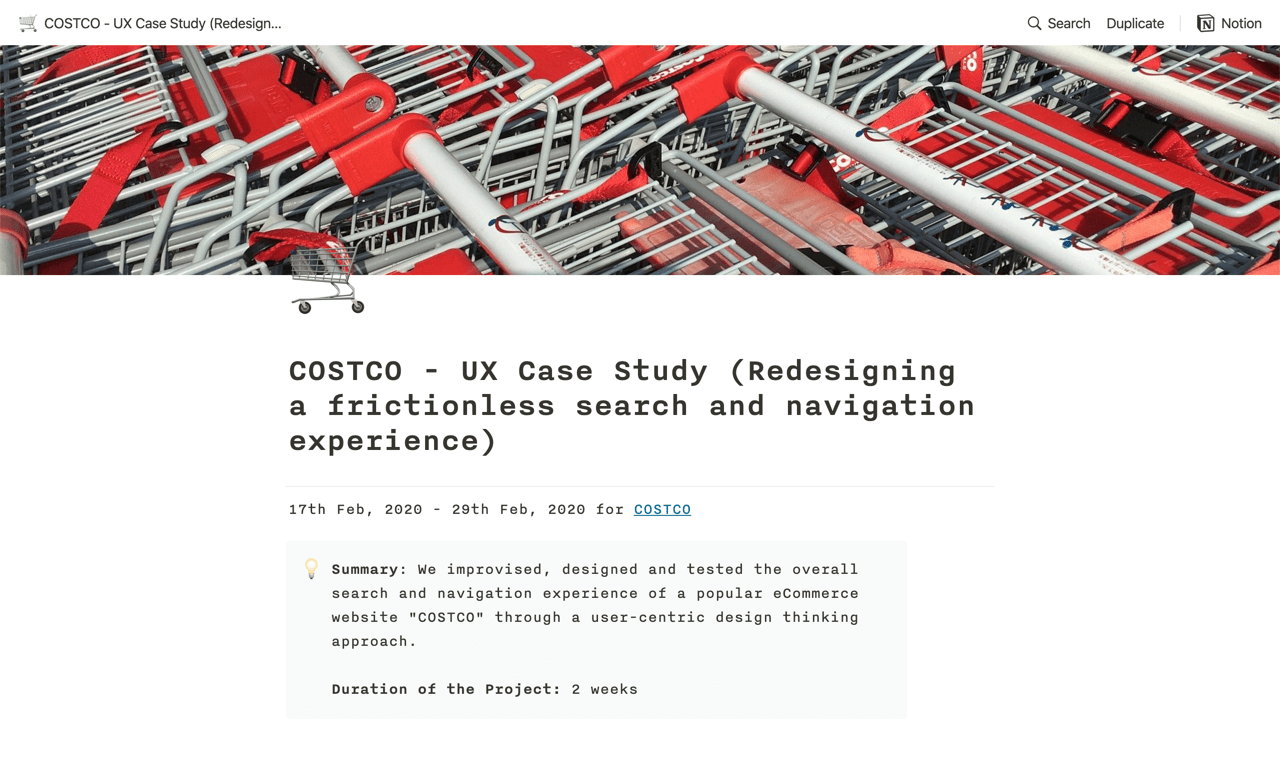 COSTCO - UX Case Study (Redesign...
Search
Duplicate
Notion
COSTCO - UX Case Study (Redesigning
a frictionless search and navigation
experience)
17th Feb, 2020 - 29th Feb, 2020 for COSTCO
Summary: We improvised, designed and tested the overall
search and navigation experience of a popular eCommerce
website "COSTCO" through a user-centric design thinking
approach.
Duration of the Project: 2 weeks